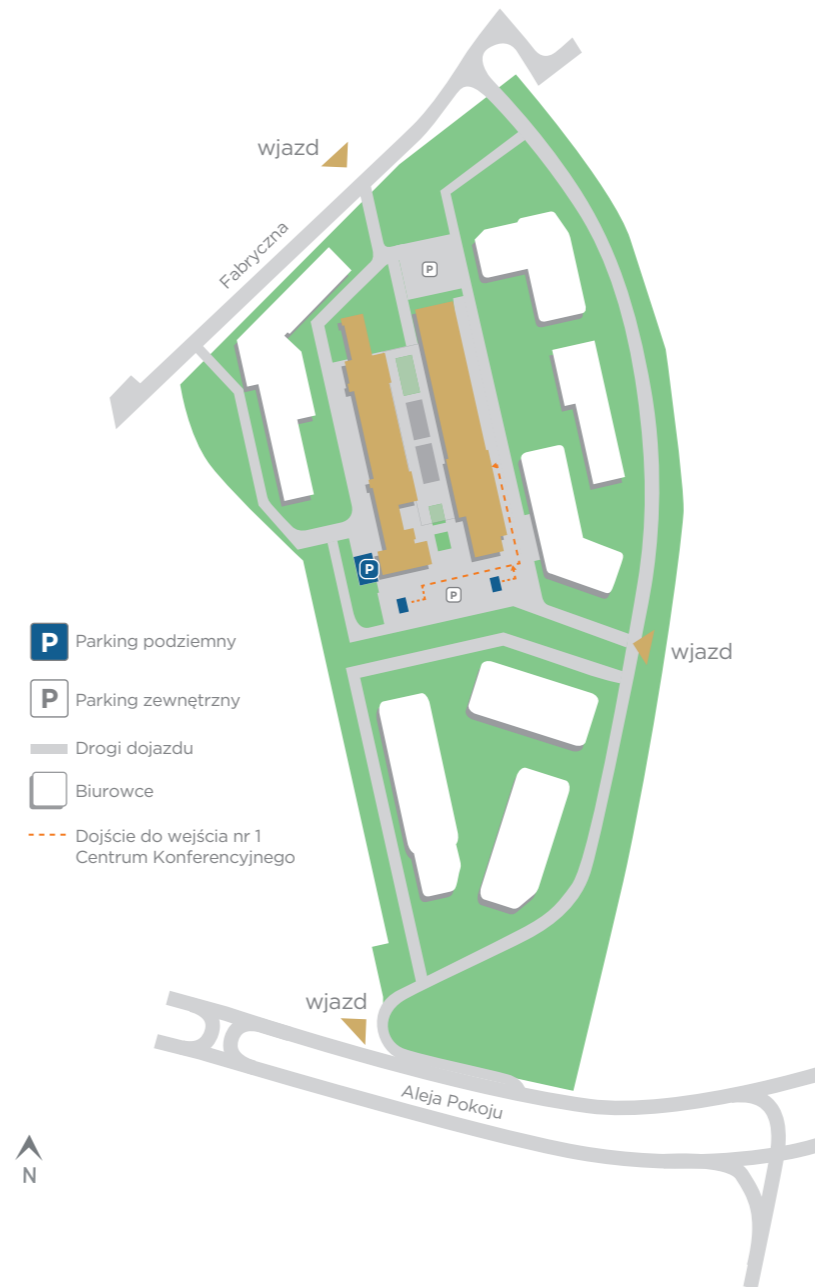 wjazd
Fabryczna
P
P
P
P Parking podziemny
wjazd
P Parking zewnętrzny
Drogi dojazdu
Biurowce
Dojście do wejścia nr 1
Centrum Konferencyjnego
wjazd
Aleja Pokoju
N